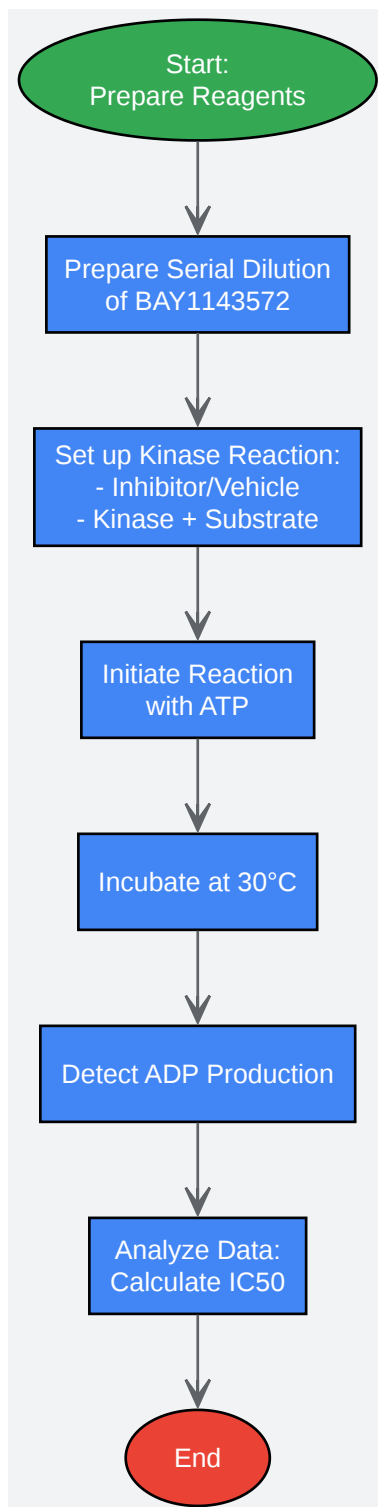 Start:
Prepare Reagents
Prepare Serial Dilution
of BAY1143572
Set up Kinase Reaction:
- Inhibitor/Vehicle
- Kinase + Substrate
Initiate Reaction
with ATP
Incubate at 30°C
Detect ADP Production
Analyze Data:
Calculate IC50
End